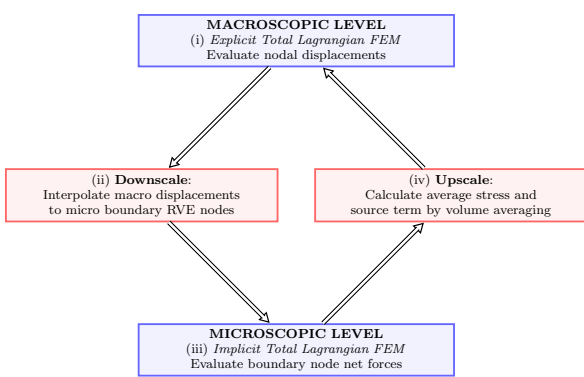 MACROSCOPIC LEVEL
(i) Explicit Total Lagrangian FEM
Evaluate nodal displacements
(ii) Downscale:
Interpolate macro displacements
to micro boundary RVE nodes
(iv) Upscale:
Calculate average stress and
source term by volume averaging
MICROSCOPIC LEVEL
(iii) Implicit Total Lagrangian FEM
Evaluate boundary node net forces